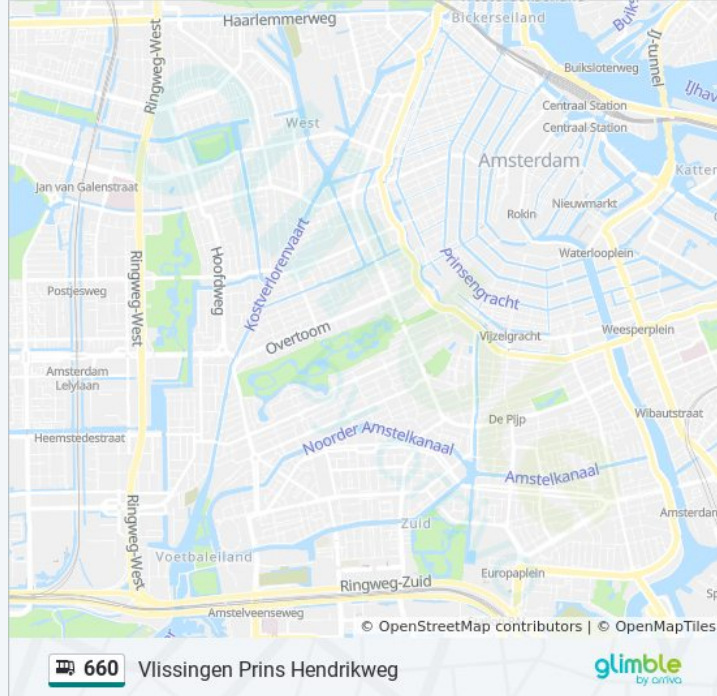 Haarlemmerweg
Bickerseiland
Ringweg-West
Buiksloterweg
IJ-tunnel
West
Centraal Station
Centraal Station
Amsterdam
Jan van Galenstraat
Rokin
Nieuwmarkt
Waterlooplein
Kostverlorenvaart
Hoofdweg
Prinsengracht
Postjesweg
Ringweg-West
Overtoom
Vijzelgracht
Weesperplein
Amsterdam
Lelylaan
De Pijp
Wibautstraat
Heemstedestraat
Noorder Amstelkanaal
Amstelkanaal
Ringweg-West
Amsterdam
Zuid
Voetbaleiland
Europaplein
Ringweg-Zuid
Amstelveenseweg
© OpenStreetMap contributors | © OpenMapTiles
660 Vlissingen Prins Hendrikweg
glimble
by arriva